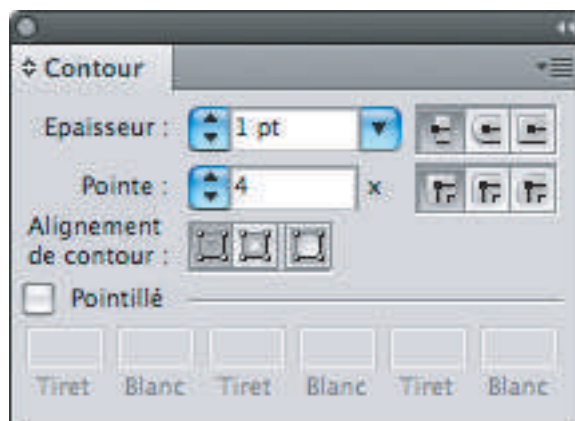 Contour
Epaisseur : 1 pt
Pointe : 4 x
Alignement
de contour :
Pointillé
Tiret Blanc Tiret Blanc Tiret Blanc